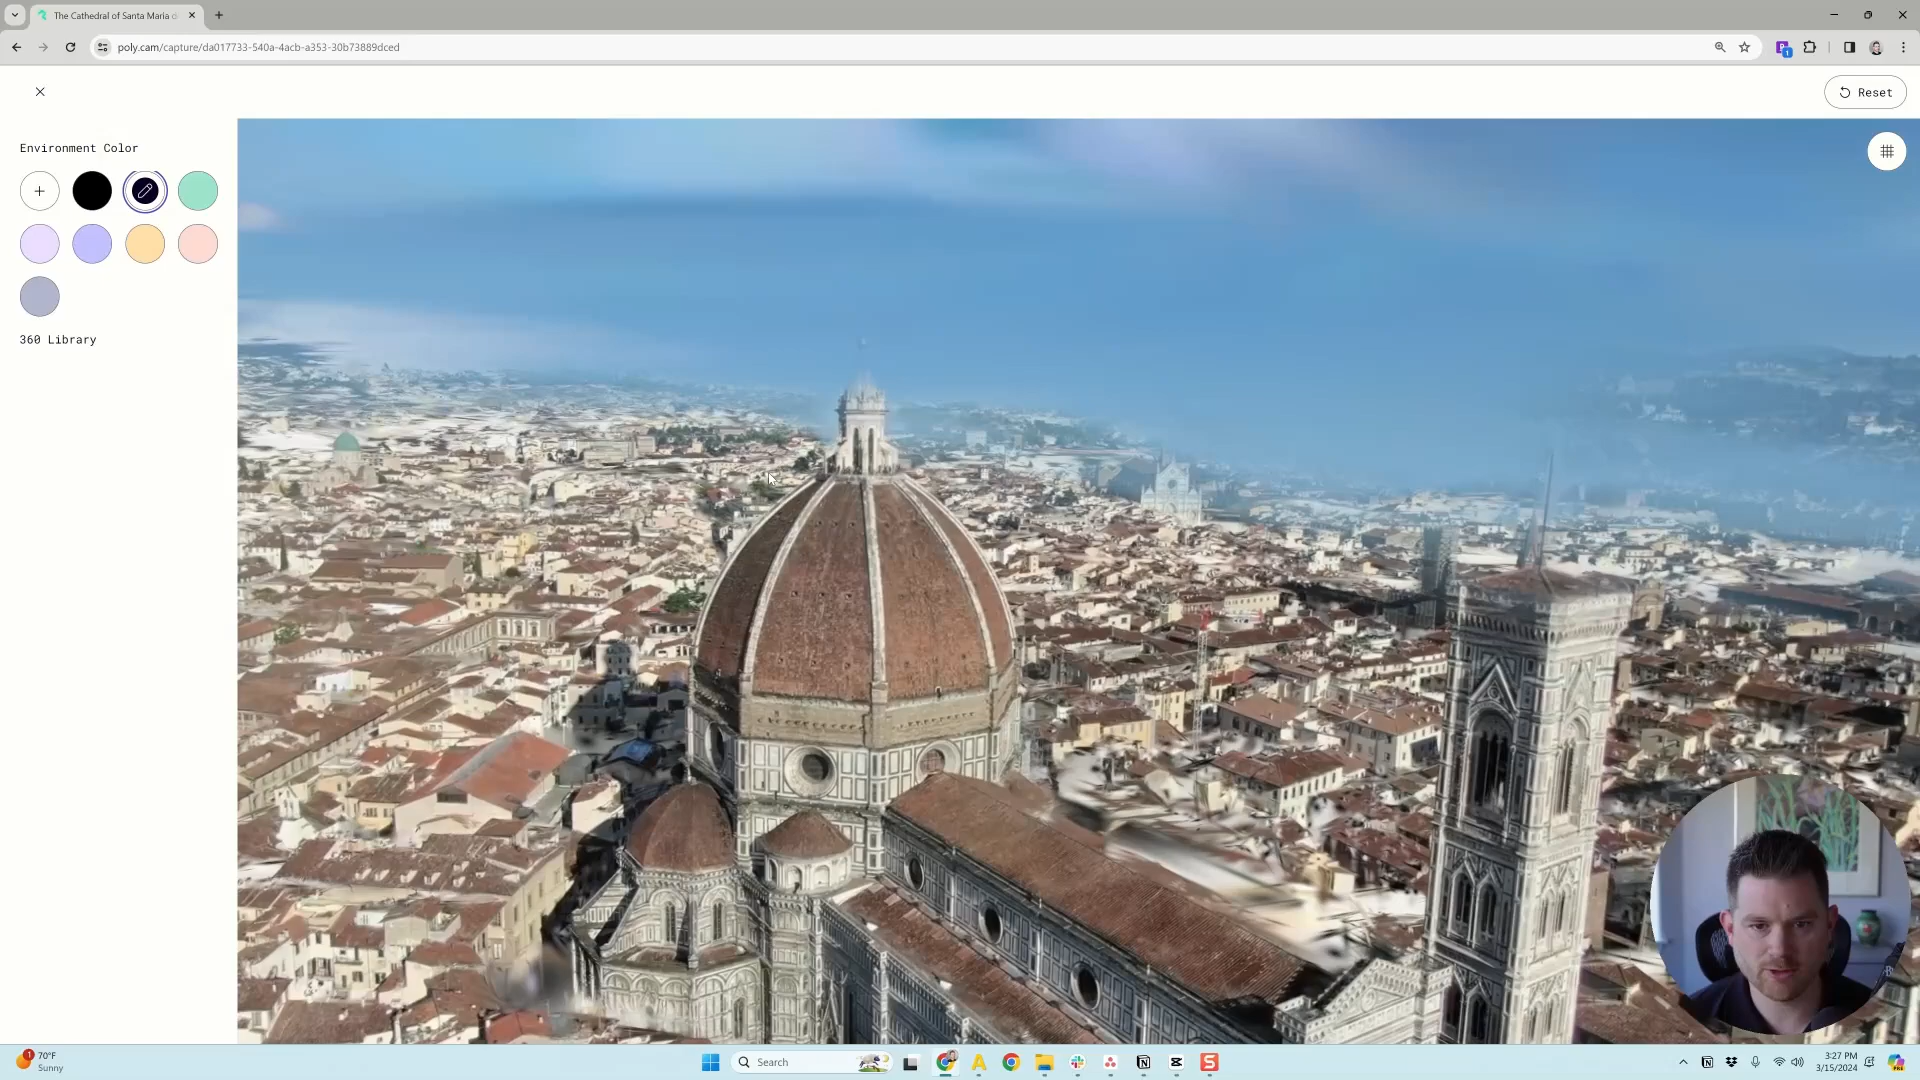 The Cathedral of Santa Maria
poly.cam/capture/da017733-540a-4acb-a353-30b73889dced
Reset
Environment Color
360 Library
1
70°F
Sunny
Search
3:27 PM
3/15/2024